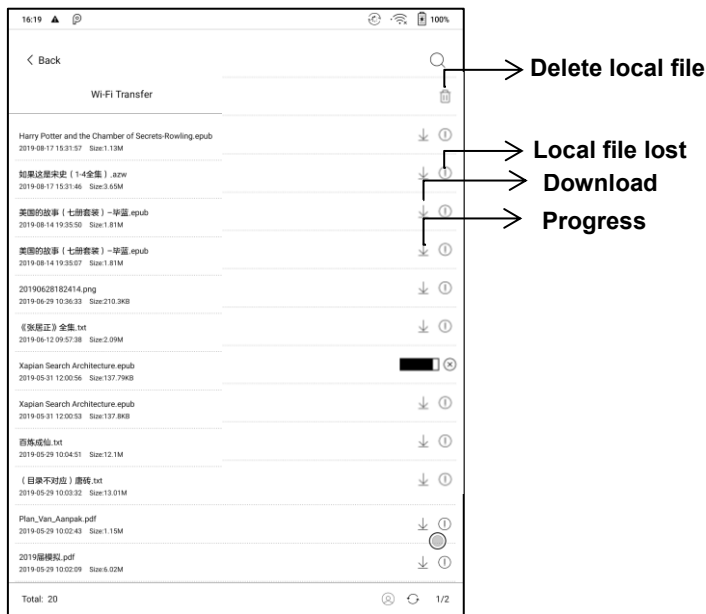 16:19 100%
Back
Delete local file
Wi-Fi Transfer
Harry Potter and the Chamber of Secrets-Rowling.epub
2019-08-17 15:31:57 Size:1.13M
Local file lost
如果这是宋史（1-4全集）.azw
2019-08-17 15:31:46 Size:3.65M
Download
美国的故事（七册套装）–毕蓝.epub
2019-08-14 19:35:50 Size:1.81M
Progress
美国的故事（七册套装）–毕蓝.epub
2019-08-14 19:35:07 Size:1.81M
20190628182414.png
2019-06-29 10:36:33 Size:210.3KB
《张居正》全集.txt
2019-06-12 09:57:38 Size:2.09M
Xapian Search Architecture.epub
2019-05-31 12:00:56 Size:137.79KB
Xapian Search Architecture.epub
2019-05-31 12:00:53 Size:137.8KB
百炼成仙.txt
2019-05-29 10:04:51 Size:12.1M
（目录不对应）唐砖.txt
2019-05-29 10:03:32 Size:13.01M
Plan_Van_Aanpak.pdf
2019-05-29 10:02:43 Size:1.15M
2019届模拟.pdf
2019-05-29 10:02:09 Size:6.02M
Total: 20 1/2